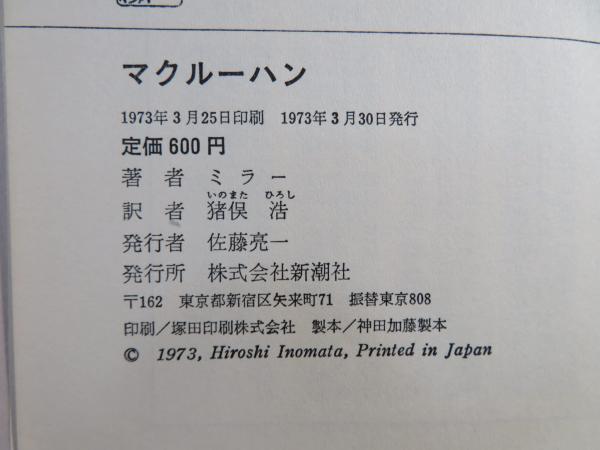 マクルーハン
1973年3月25日印刷 1973年3月30日発行
定価600円
著者 ミラー
いのまた ひろし
訳者 猪俣 浩
発行者 佐藤亮一
発行所 株式会社新潮社
〒162 東京都新宿区矢来町71 振替東京808
印刷/塚田印刷株式会社 製本/神田加藤製本
© 1973, Hiroshi Inomata, Printed in Japan